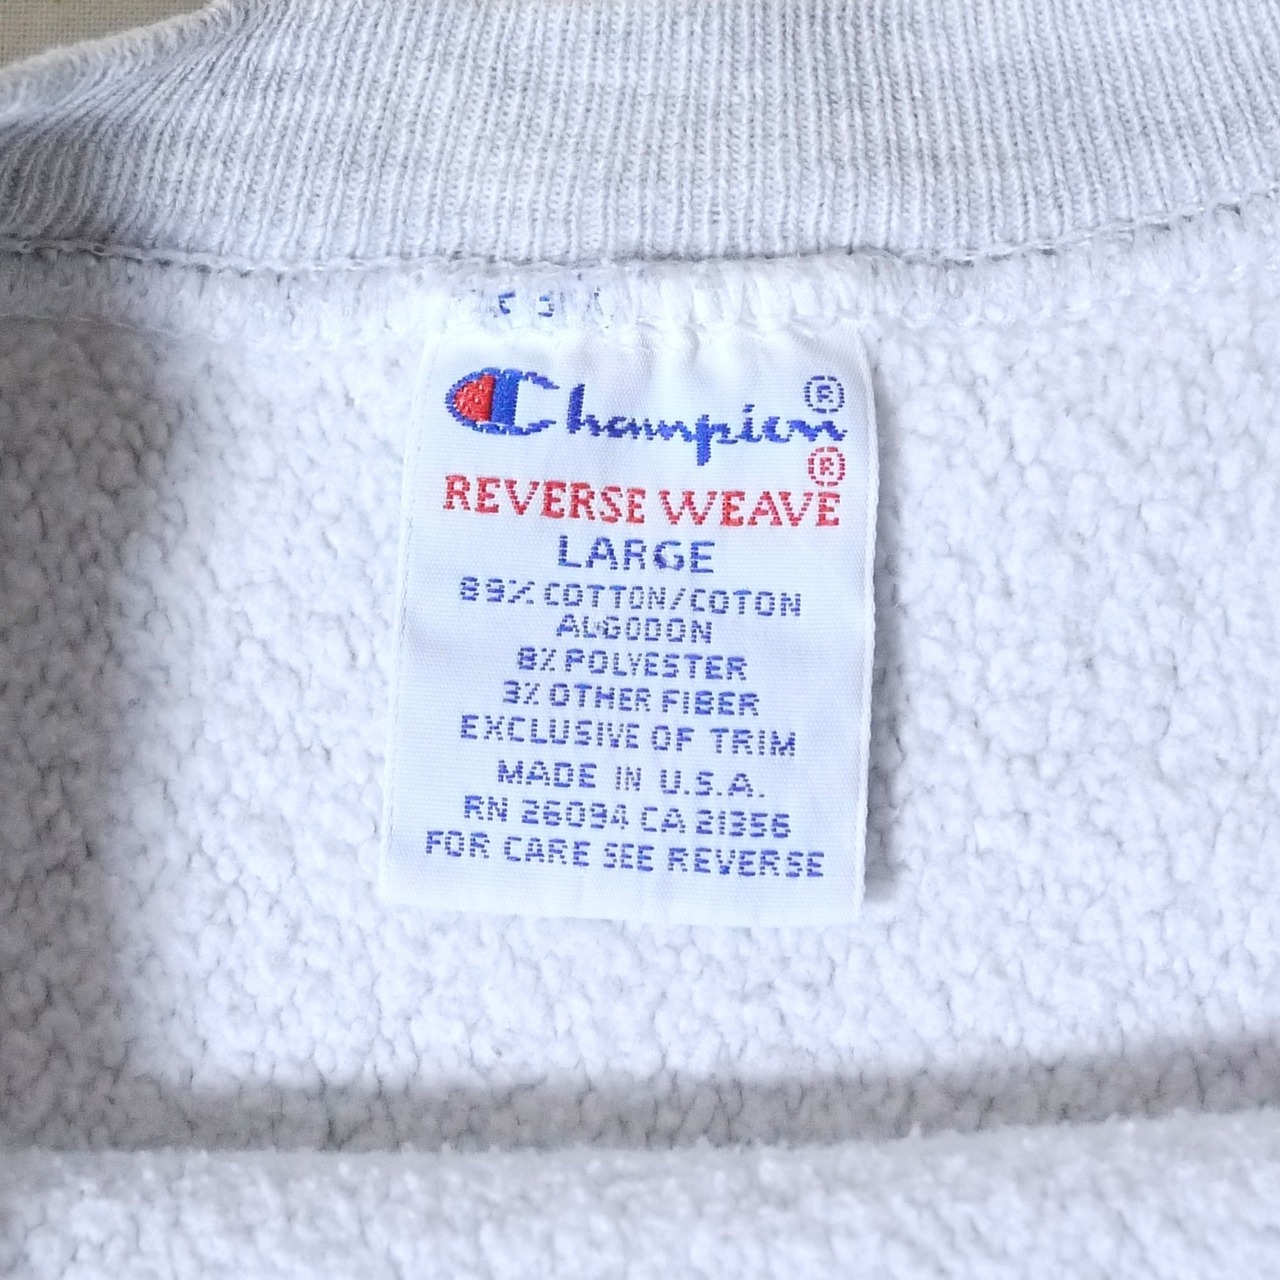 Champion®
REVERSE WEAVE®
LARGE
89% COTTON/COTON
ALGODON
8% POLYESTER
3% OTHER FIBER
EXCLUSIVE OF TRIM
MADE IN U.S.A.
RN 26094 CA 21356
FOR CARE SEE REVERSE